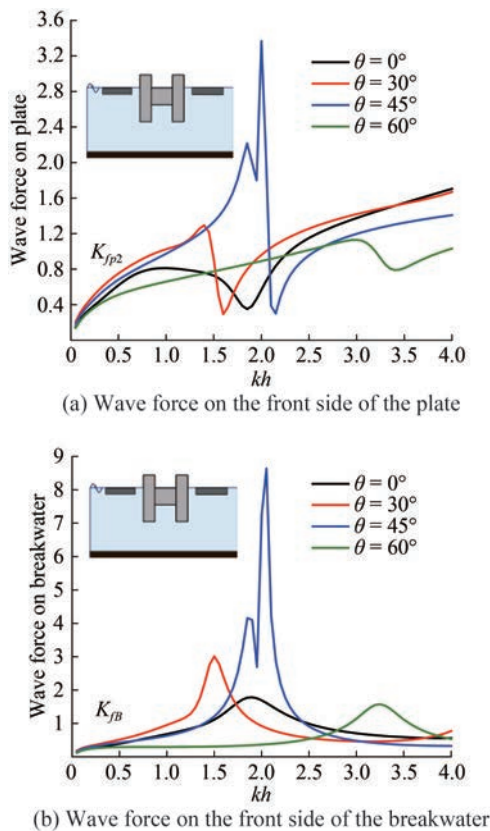 3.6
3.2
2.8
2.4
2.0
1.6
1.2
0.8
0.4
Wave force on plate
θ = 0°
θ = 30°
θ = 45°
θ = 60°
K_{fp2}
0 0.5 1.0 1.5 2.0 2.5 3.0 3.5 4.0
kh
(a) Wave force on the front side of the plate
9
8
7
6
5
4
3
2
1
Wave force on breakwater
θ = 0°
θ = 30°
θ = 45°
θ = 60°
K_{fB}
0 0.5 1.0 1.5 2.0 2.5 3.0 3.5 4.0
kh
(b) Wave force on the front side of the breakwater